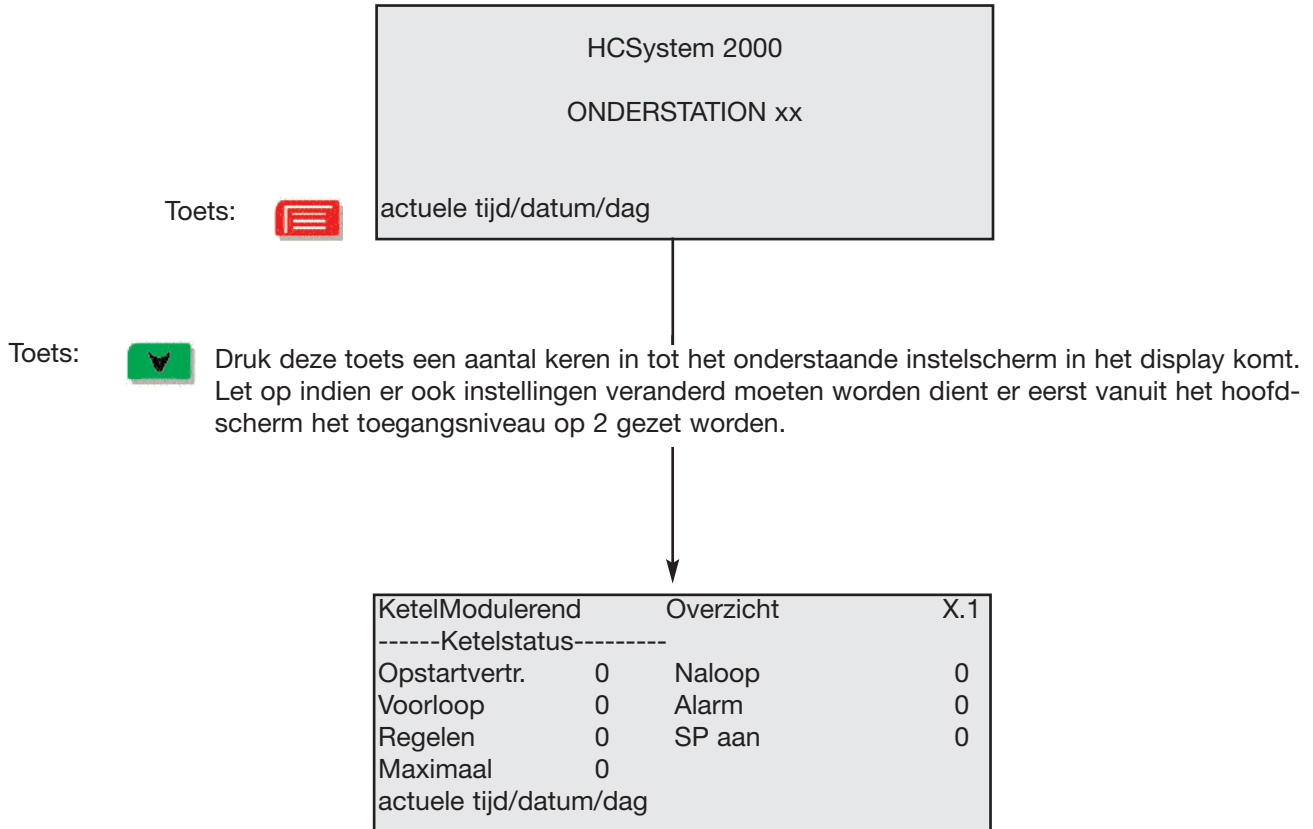 HCSystem 2000
ONDERSTATION xx
Toets:
actuele tijd/datum/dag
Toets:
Druk deze toets een aantal keren in tot het onderstaande instelscherm in het display komt.
Let op indien er ook instellingen veranderd moeten worden dient er eerst vanuit het hoofd-
scherm het toegangsniveau op 2 gezet worden.
KetelModulerend Overzicht X.1
------Ketelstatus---------
Opstartvertr. 0 Naloop 0
Voorloop 0 Alarm 0
Regelen 0 SP aan 0
Maximaal 0
actuele tijd/datum/dag